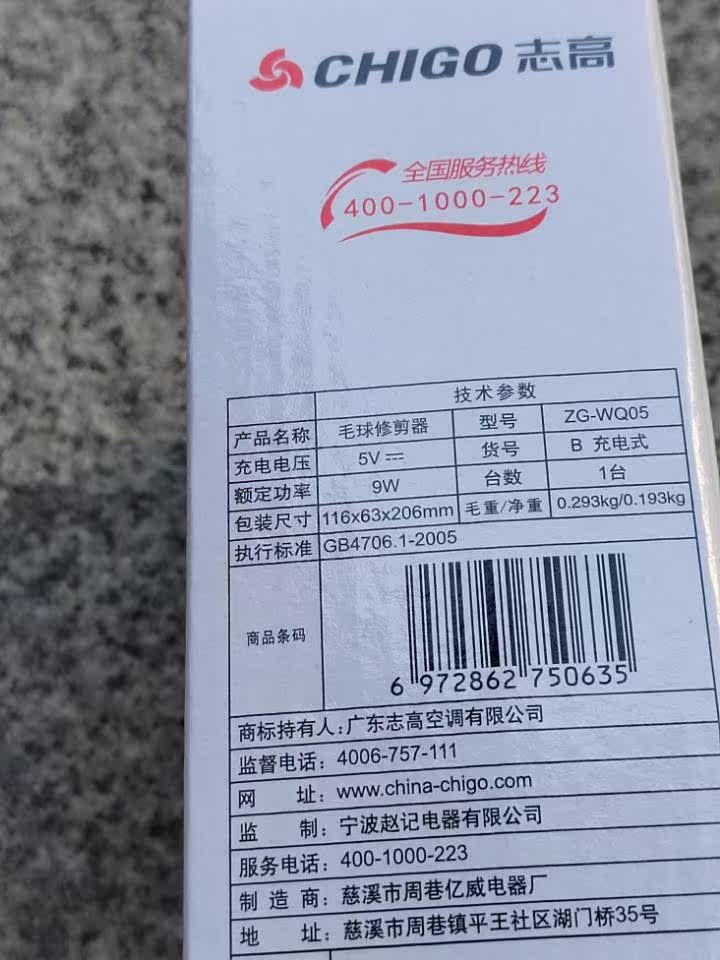 CHIGO 志高
全国服务热线
400-1000-223
技术参数
产品名称 毛球修剪器 型号 ZG-WQ05
充电电压 5V⎓ 货号 B 充电式
额定功率 9W 台数 1台
包装尺寸 116x63x206mm 毛重/净重 0.293kg/0.193kg
执行标准 GB4706.1-2005
商品条码
6 972862 750635
商标持有人:广东志高空调有限公司
监督电话: 4006-757-111
网 址: www.china-chigo.com
监 制: 宁波赵记电器有限公司
服务电话: 400-1000-223
制 造 商: 慈溪市周巷亿威电器厂
地 址: 慈溪市周巷镇平王社区湖门桥35号